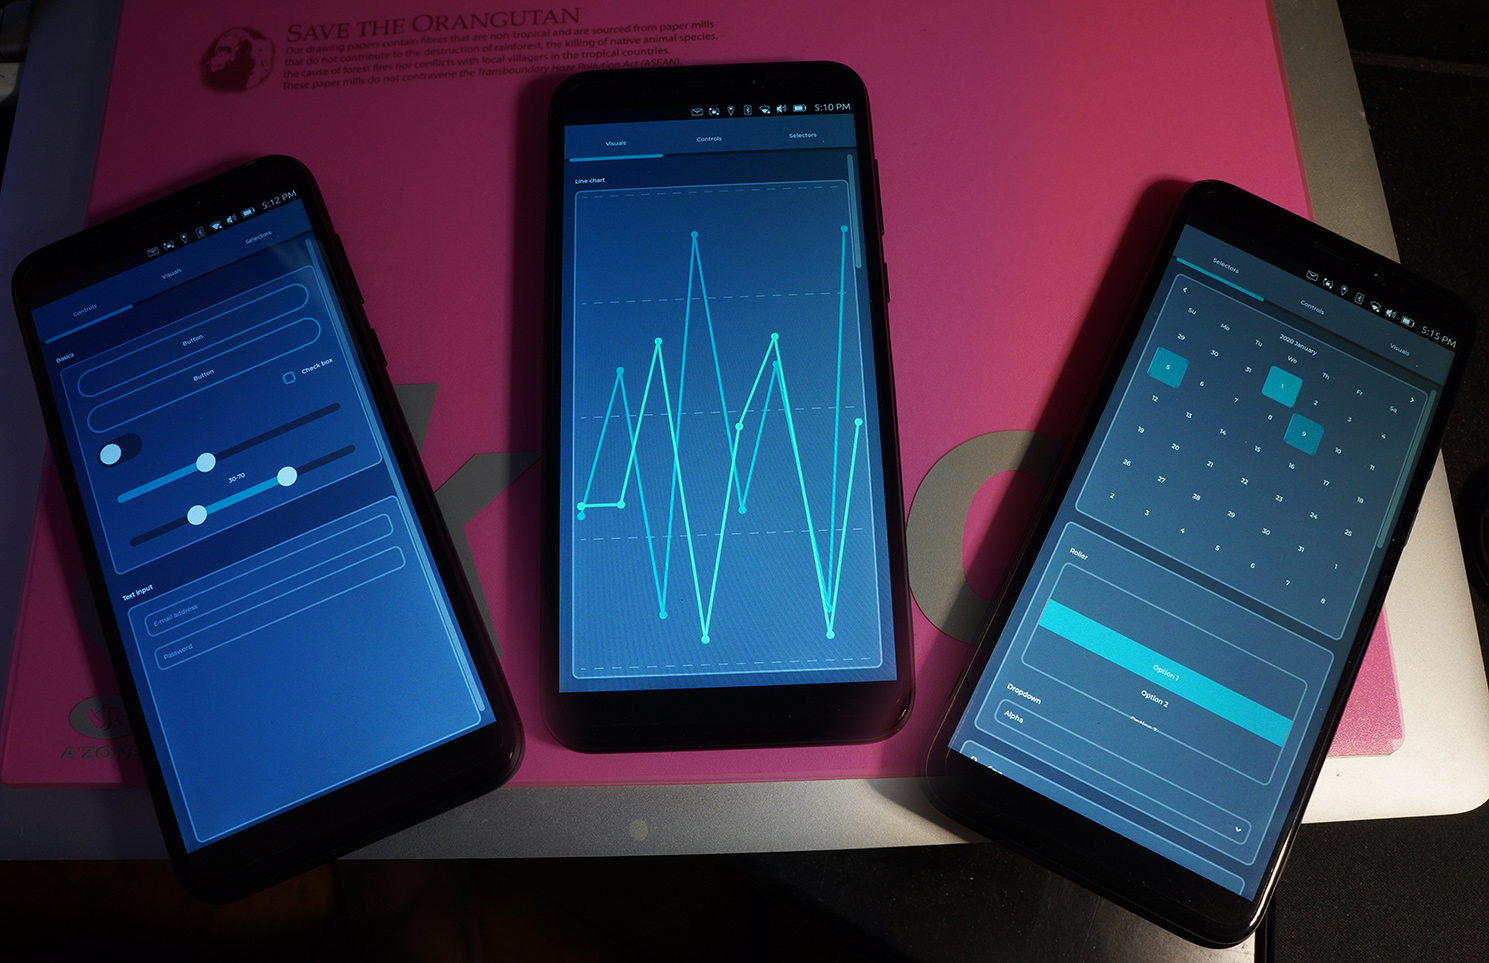 SAVE THE ORANGUTAN
Our drawing papers contain fibres that are non-tropical and are sourced from paper mills
that do not contribute to the destruction of rainforest, the killing of native animal species,
the cause of forest fires nor conflicts with local villagers in the tropical countries.
These paper mills do not contravene the Transboundary Haze Pollution Act (ASEAN).
5:12 PM
Controls
Visuals
Selectors
Basics
Button
Button
Check box
30-70
Text input
E-mail address
Password
5:10 PM
Visuals
Controls
Selectors
Line chart
5:15 PM
Selectors
Controls
Visuals
2020 January
Su Mo Tu We Th Fr Sa
29 30 31 1 2 3 4
5 6 7 8 9 10 11
12 13 14 15 16 17 18
19 20 21 22 23 24 25
26 27 28 29 30 31 1
2 3 4 5 6 7 8
Roller
Option 1
Option 2
Dropdown
Alpha